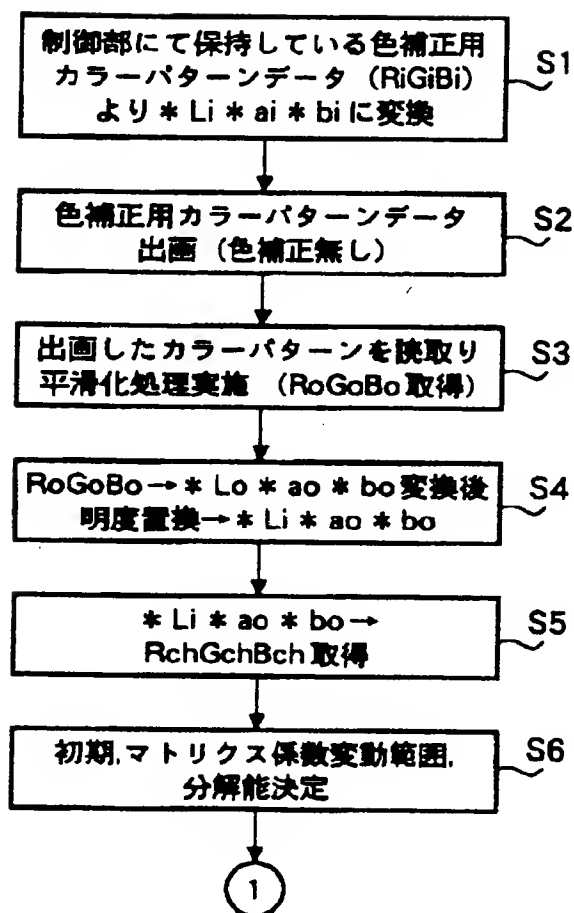 制御部にて保持している色補正用
カラーパターンデータ（RiGiBi）
より＊Li＊ai＊biに変換
S1
色補正用カラーパターンデータ
出画（色補正無し）
S2
出画したカラーパターンを読取り
平滑化処理実施（RoGoBo取得）
S3
RoGoBo→＊Lo＊ao＊bo変換後
明度置換→＊Li＊ao＊bo
S4
＊Li＊ao＊bo→
RchGchBch取得
S5
初期,マトリクス係数変動範囲,
分解能決定
S6
1